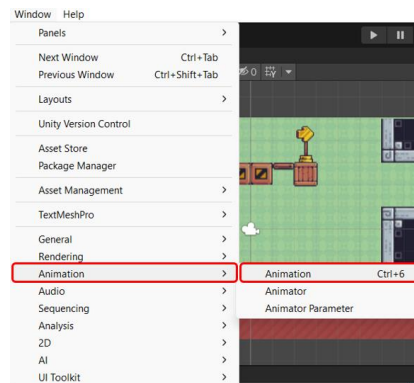 Window Help
Panels
Next Window Ctrl+Tab
Previous Window Ctrl+Shift+Tab
0
Layouts
Unity Version Control
Asset Store
Package Manager
Asset Management
TextMeshPro
General
Rendering
Animation
Animation Ctrl+6
Audio
Animator
Sequencing
Animator Parameter
Analysis
2D
AI
UI Toolkit